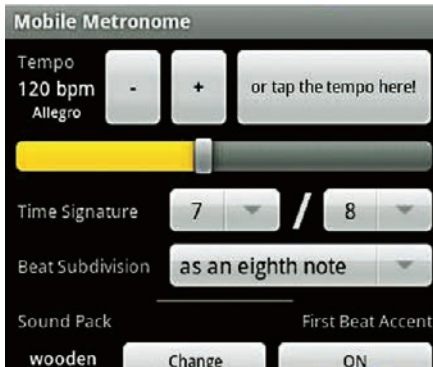 Mobile Metronome
Tempo
120 bpm
Allegro
-
+
or tap the tempo here!
Time Signature
7
/
8
Beat Subdivision
as an eighth note
Sound Pack
First Beat Accent
wooden
Change
ON